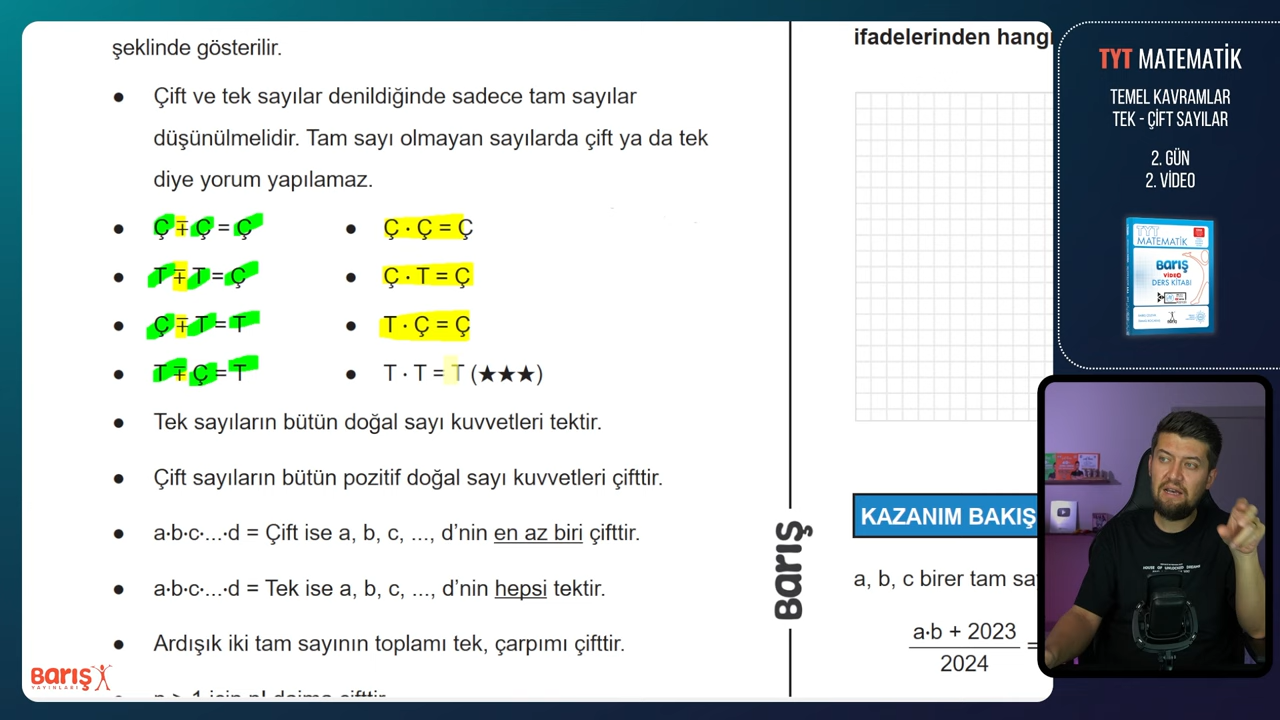 şeklinde gösterilir.
● Çift ve tek sayılar denildiğinde sadece tam sayılar
düşünülmelidir. Tam sayı olmayan sayılarda çift ya da tek
diye yorum yapılamaz.
● Ç ∓ Ç = Ç ● Ç · Ç = Ç
● T ∓ T = Ç ● Ç · T = Ç
● Ç ∓ T = T ● T · Ç = Ç
● T ∓ Ç = T ● T · T = T (★★★)
● Tek sayıların bütün doğal sayı kuvvetleri tektir.
● Çift sayıların bütün pozitif doğal sayı kuvvetleri çifttir.
● a·b·c·...·d = Çift ise a, b, c, ..., d’nin en az biri çifttir.
● a·b·c·...·d = Tek ise a, b, c, ..., d’nin hepsi tektir.
● Ardışık iki tam sayının toplamı tek, çarpımı çifttir.
BARIŞ
YAYINLARI
BARIŞ
ifadelerinden hangi
KAZANIM BAKIŞ
a, b, c birer tam sa
a·b + 2023
2024
=
TYT MATEMATİK
TEMEL KAVRAMLAR
TEK - ÇİFT SAYILAR
2. GÜN
2. VİDEO
TYT
MATEMATİK
BARIŞ
VİDEO
DERS KİTABI